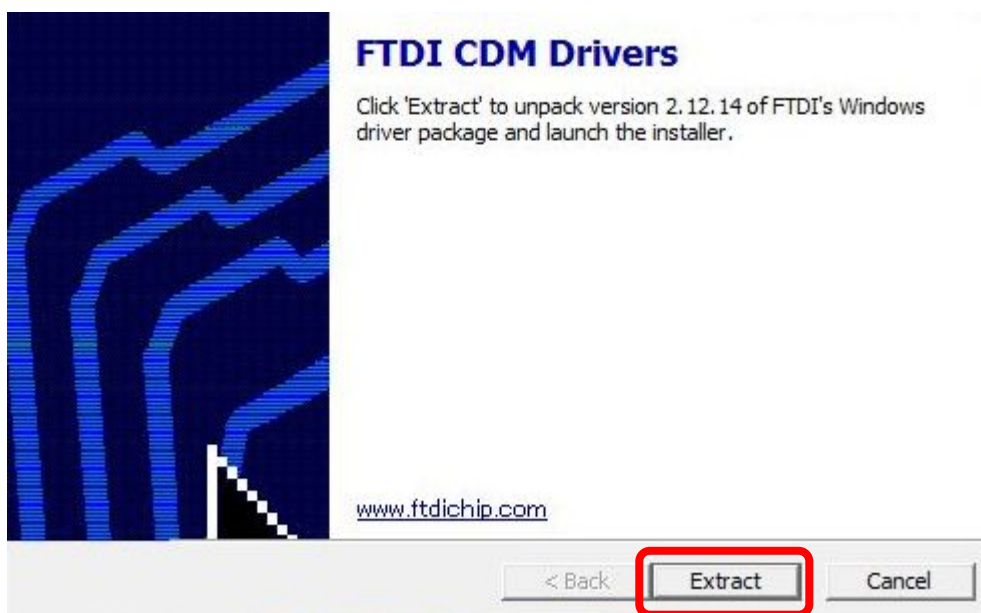 FTDI CDM Drivers
Click 'Extract' to unpack version 2.12.14 of FTDI's Windows
driver package and launch the installer.
www.ftdichip.com
< Back Extract Cancel